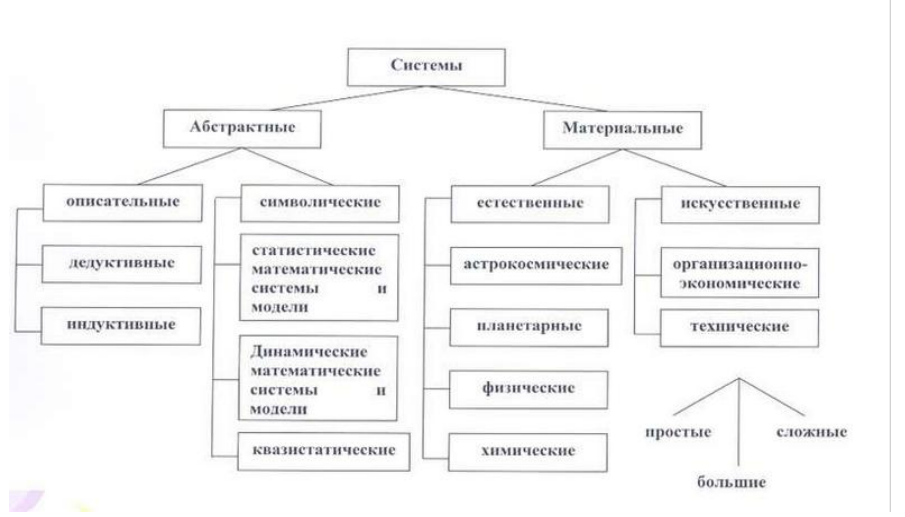 Системы
Абстрактные
Материальные
описательные
символические
естественные
искусственные
дедуктивные
статистические
математические
системы и
модели
астрокосмические
организационно-
экономические
индуктивные
планетарные
технические
Динамические
математические
системы и
модели
физические
квазистатические
химические
простые
сложные
большие